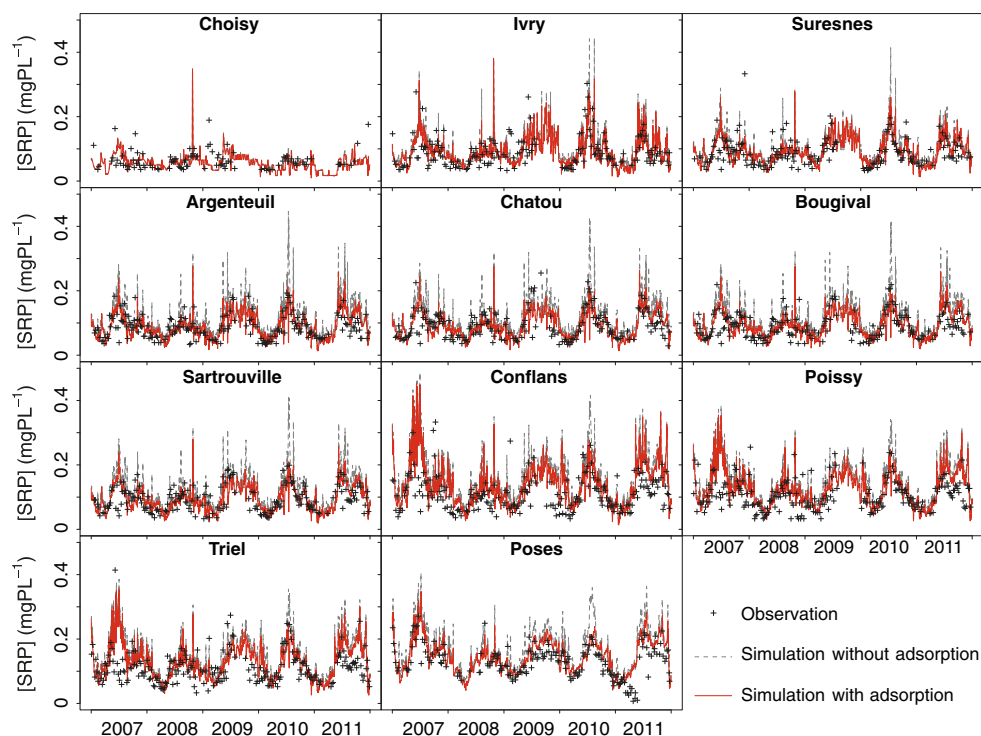 Choisy Ivry Suresnes
[SRP] (mgPL⁻¹)
0 0.2 0.4
Argenteuil Chatou Bougival
[SRP] (mgPL⁻¹)
0 0.2 0.4
Sartrouville Conflans Poissy
[SRP] (mgPL⁻¹)
0 0.2 0.4
2007 2008 2009 2010 2011
Triel Poses
[SRP] (mgPL⁻¹)
0 0.2 0.4
Observation
Simulation without adsorption
Simulation with adsorption
2007 2008 2009 2010 2011 2007 2008 2009 2010 2011